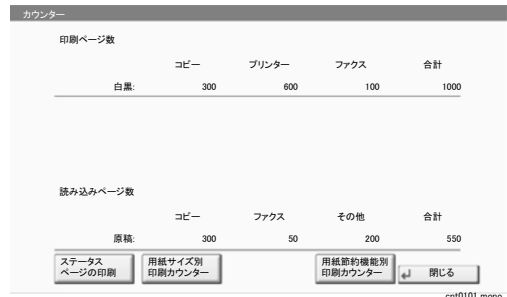 カウンター
印刷ページ数
コピー プリンター ファクス 合計
白黒: 300 600 100 1000
読み込みページ数
コピー ファクス その他 合計
原稿: 300 50 200 550
ステータス
ページの印刷
用紙サイズ別
印刷カウンター
用紙節約機能別
印刷カウンター
閉じる
cnt0101 mono